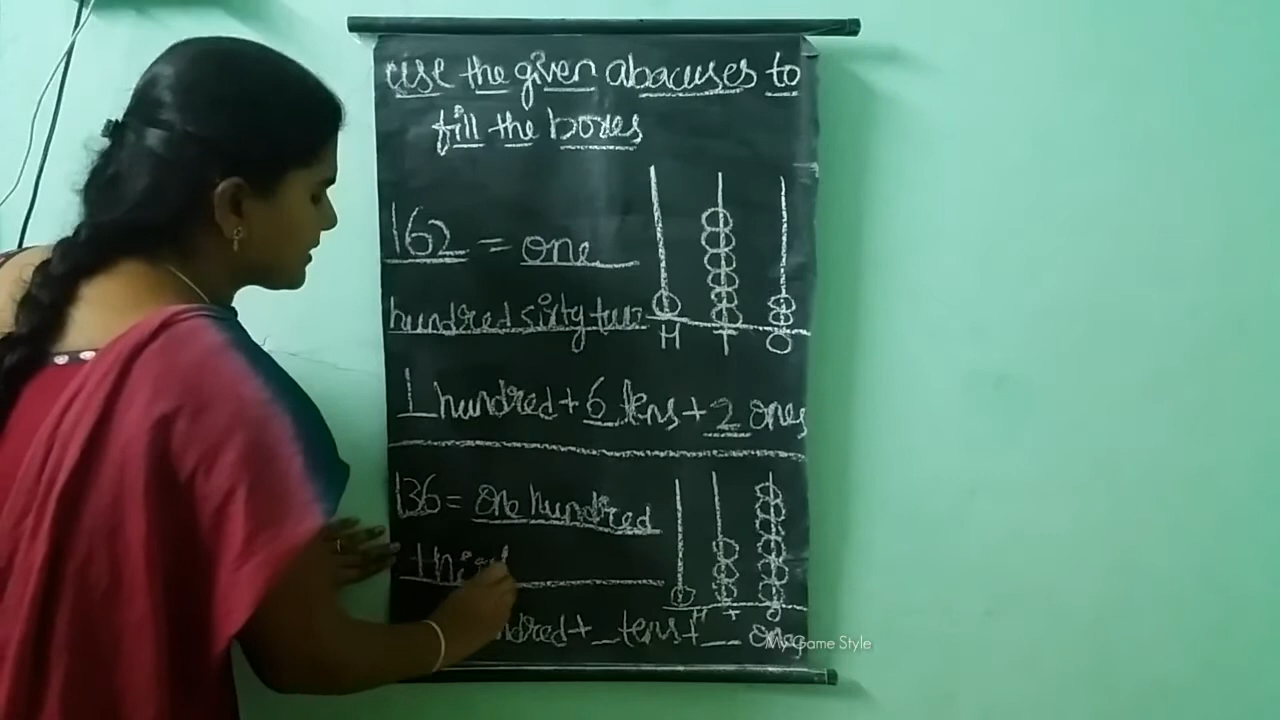 use the given abacuses to
fill the boxes
162 = one
hundred sixty two
H T O
1 hundred + 6 tens + 2 ones
136 = one hundred
H T O
+ _ tens + _ ones
My Game Style